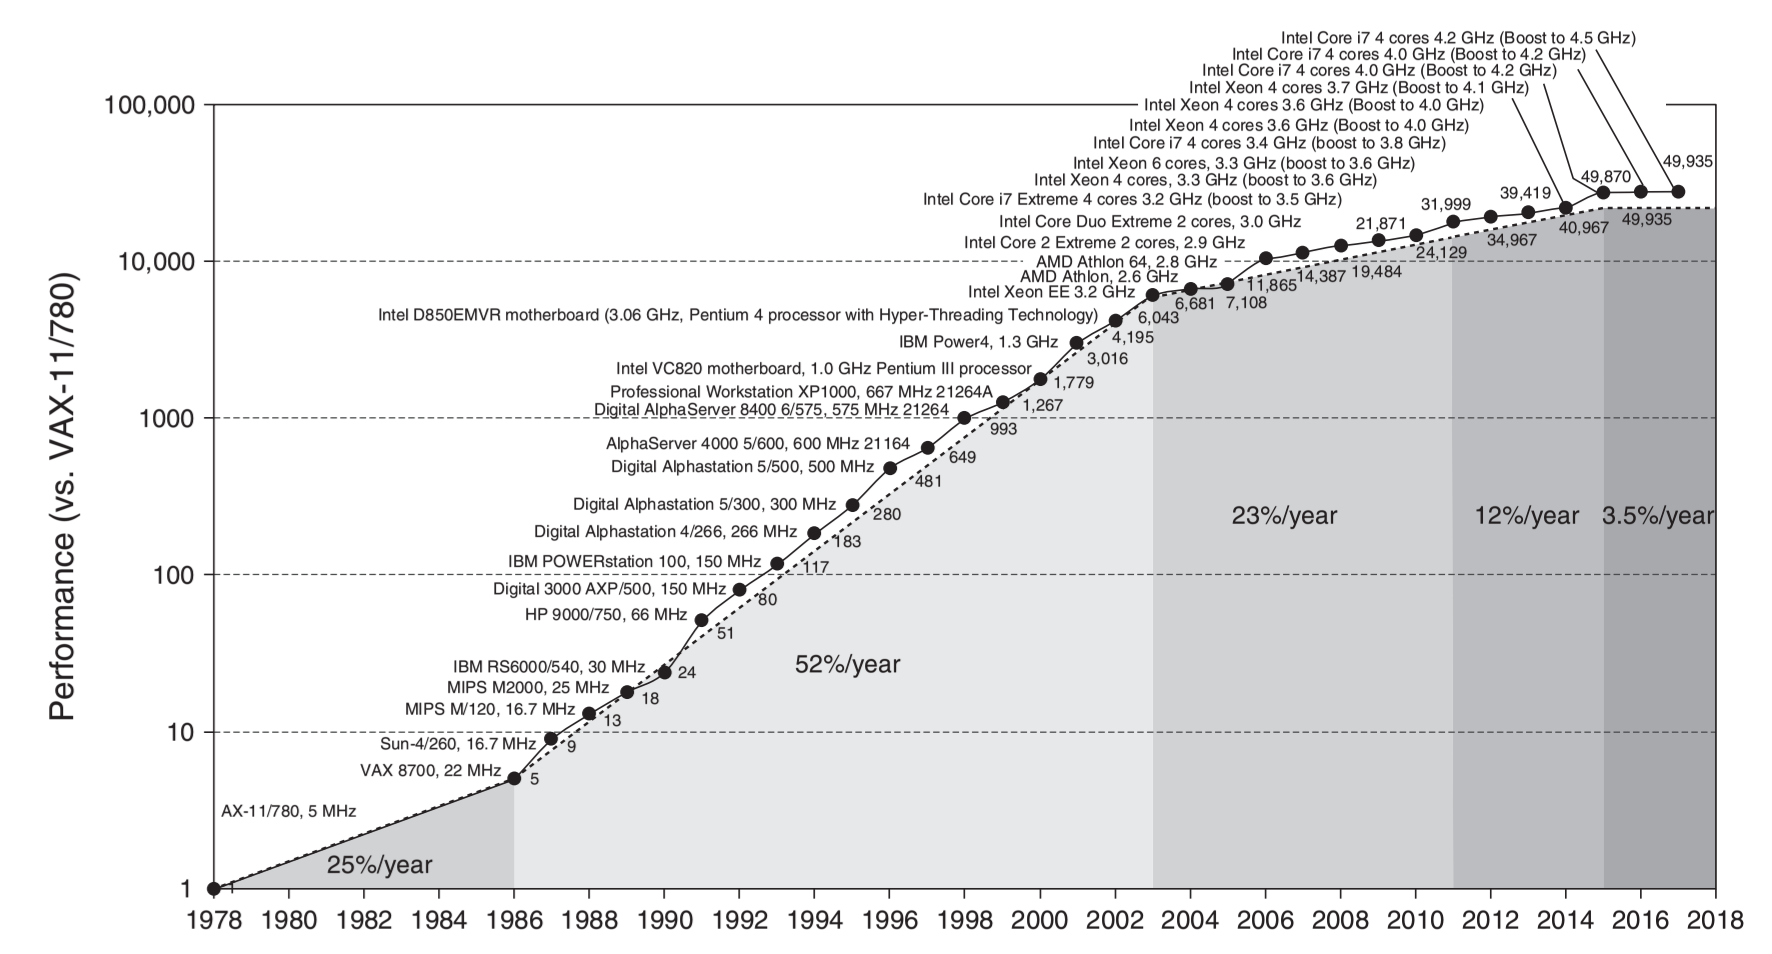 Intel Core i7 4 cores 4.2 GHz (Boost to 4.5 GHz)
Intel Core i7 4 cores 4.0 GHz (Boost to 4.2 GHz)
Intel Core i7 4 cores 4.0 GHz (Boost to 4.2 GHz)
Intel Xeon 4 cores 3.7 GHz (Boost to 4.1 GHz)
100,000
Intel Xeon 4 cores 3.6 GHz (Boost to 4.0 GHz)
Intel Xeon 4 cores 3.6 GHz (Boost to 4.0 GHz)
Intel Core i7 4 cores 3.4 GHz (boost to 3.8 GHz)
Intel Xeon 6 cores, 3.3 GHz (boost to 3.6 GHz)
Intel Xeon 4 cores, 3.3 GHz (boost to 3.6 GHz)
Intel Core i7 Extreme 4 cores 3.2 GHz (boost to 3.5 GHz)
Intel Core Duo Extreme 2 cores, 3.0 GHz
Intel Core 2 Extreme 2 cores, 2.9 GHz
10,000
AMD Athlon 64, 2.8 GHz
AMD Athlon, 2.6 GHz
Intel Xeon EE 3.2 GHz
Intel D850EMVR motherboard (3.06 GHz, Pentium 4 processor with Hyper-Threading Technology)
IBM Power4, 1.3 GHz
Intel VC820 motherboard, 1.0 GHz Pentium III processor
Professional Workstation XP1000, 667 MHz 21264A
Digital AlphaServer 8400 6/575, 575 MHz 21264
1000
AlphaServer 4000 5/600, 600 MHz 21164
Digital Alphastation 5/500, 500 MHz
Digital Alphastation 5/300, 300 MHz
Digital Alphastation 4/266, 266 MHz
IBM POWERstation 100, 150 MHz
100
Digital 3000 AXP/500, 150 MHz
HP 9000/750, 66 MHz
IBM RS6000/540, 30 MHz
MIPS M2000, 25 MHz
MIPS M/120, 16.7 MHz
10
Sun-4/260, 16.7 MHz
VAX 8700, 22 MHz
AX-11/780, 5 MHz
1
5
9
13
18
24
51
80
117
183
280
481
649
993
1,267
1,779
3,016
4,195
6,043
6,681
7,108
11,865
14,387
19,484
21,871
24,129
31,999
34,967
39,419
40,967
49,870
49,935
49,935
25%/year
52%/year
23%/year
12%/year
3.5%/year
Performance (vs. VAX-11/780)
1978 1980 1982 1984 1986 1988 1990 1992 1994 1996 1998 2000 2002 2004 2006 2008 2010 2012 2014 2016 2018